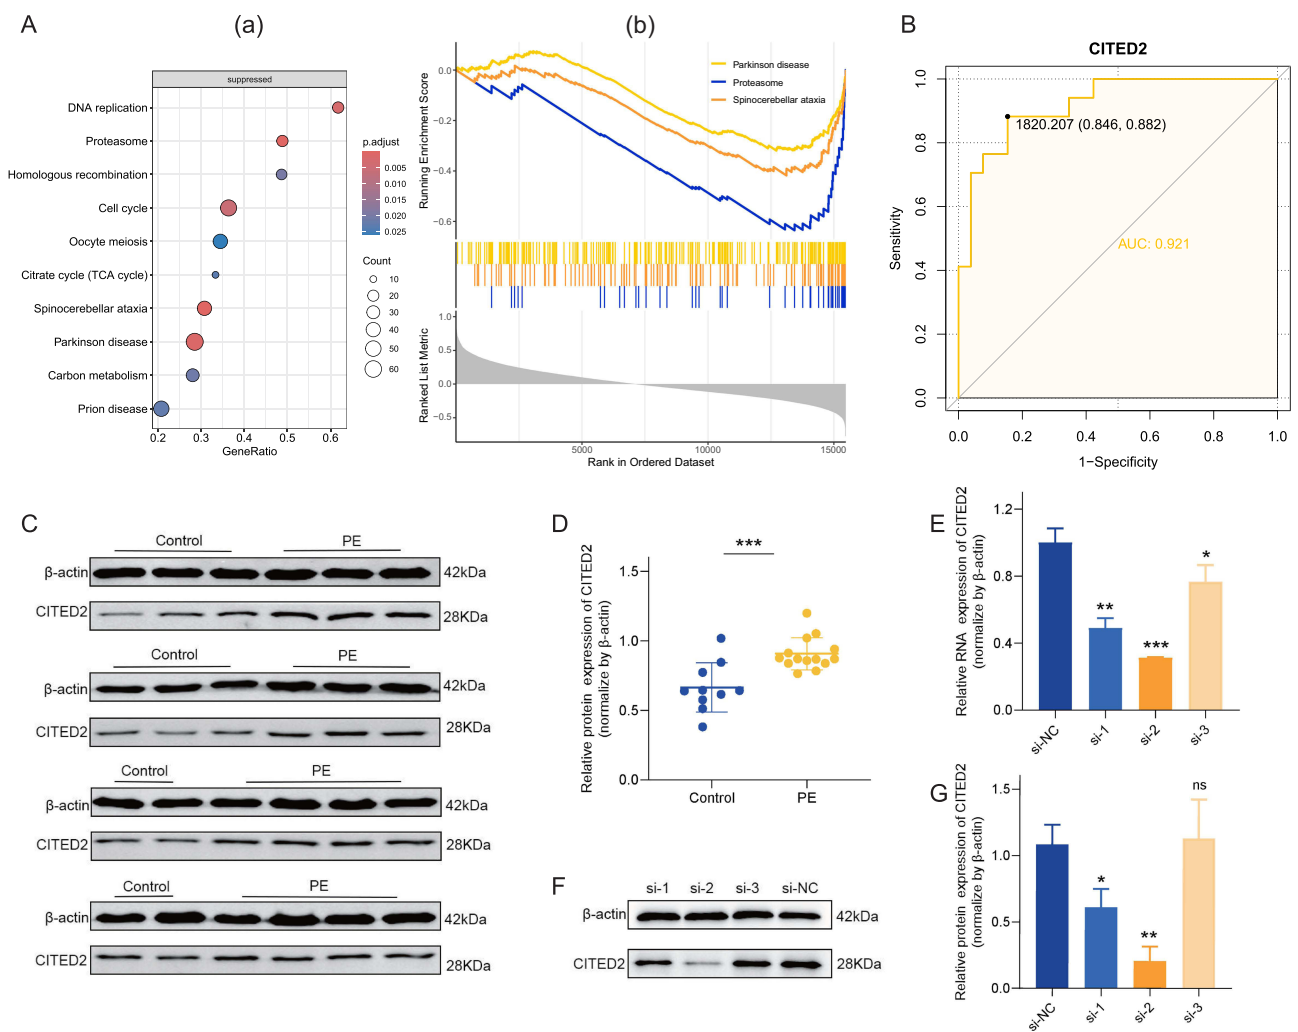 A
(a)
suppressed
DNA replication
Proteasome
Homologous recombination
Cell cycle
Oocyte meiosis
Citrate cycle (TCA cycle)
Spinocerebellar ataxia
Parkinson disease
Carbon metabolism
Prion disease
0.2 0.3 0.4 0.5 0.6
GeneRatio
p.adjust
0.005
0.010
0.015
0.020
0.025
Count
10
20
30
40
50
60
(b)
Running Enrichment Score
0.0
−0.2
−0.4
−0.6
Parkinson disease
Proteasome
Spinocerebellar ataxia
Ranked List Metric
1.0
0.5
0.0
−0.5
5000 10000 15000
Rank in Ordered Dataset
B
CITED2
Sensitivity
1.0
0.8
0.6
0.4
0.2
0.0
1820.207 (0.846, 0.882)
AUC: 0.921
0.0 0.2 0.4 0.6 0.8 1.0
1−Specificity
C
Control PE
β-actin 42kDa
CITED2 28KDa
Control PE
β-actin 42kDa
CITED2 28KDa
Control PE
β-actin 42kDa
CITED2 28KDa
Control PE
β-actin 42kDa
CITED2 28KDa
D
Relative protein expression of CITED2
(normalize by β-actin)
***
1.5
1.0
0.5
0.0
Control PE
E
Relative RNA expression of CITED2
(normalize by β-actin)
1.2
0.8
0.4
0.0
**
***
*
si-NC si-1 si-2 si-3
F
si-1 si-2 si-3 si-NC
β-actin 42kDa
CITED2 28KDa
G
Relative protein expression of CITED2
(normalize by β-actin)
1.5
1.0
0.5
0.0
*
**
ns
si-NC si-1 si-2 si-3